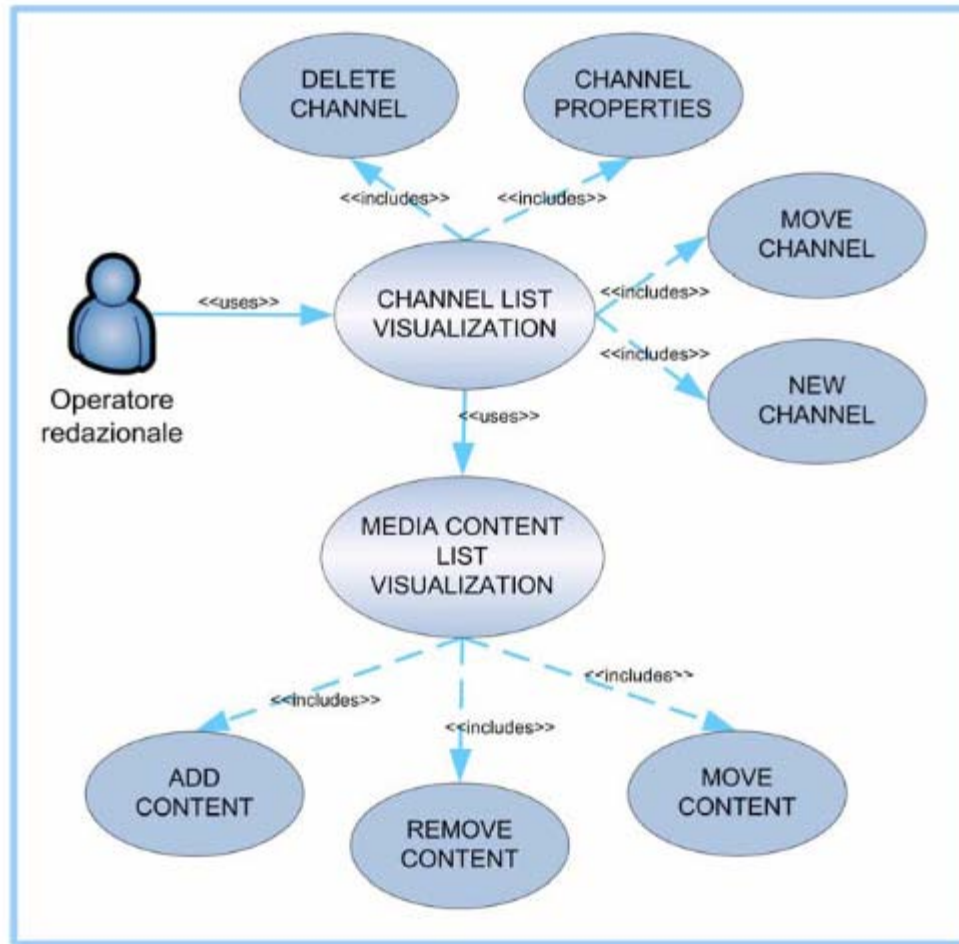 DELETE
CHANNEL
CHANNEL
PROPERTIES
<<includes>>
<<includes>>
MOVE
CHANNEL
<<uses>>
CHANNEL LIST
VISUALIZATION
<<includes>>
<<includes>>
NEW
CHANNEL
Operatore
redazionale
<<uses>>
MEDIA CONTENT
LIST
VISUALIZATION
<<includes>>
<<includes>>
<<includes>>
ADD
CONTENT
REMOVE
CONTENT
MOVE
CONTENT